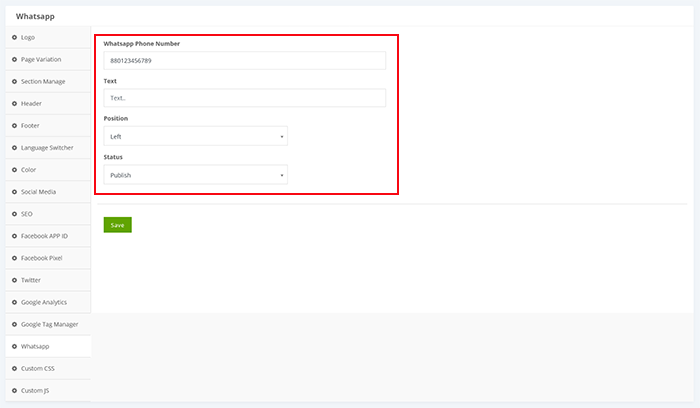 Whatsapp
Logo
Page Variation
Section Manage
Header
Footer
Language Switcher
Color
Social Media
SEO
Facebook APP ID
Facebook Pixel
Twitter
Google Analytics
Google Tag Manager
Whatsapp
Custom CSS
Custom JS
Whatsapp Phone Number
880123456789
Text
Text..
Position
Left
Status
Publish
Save